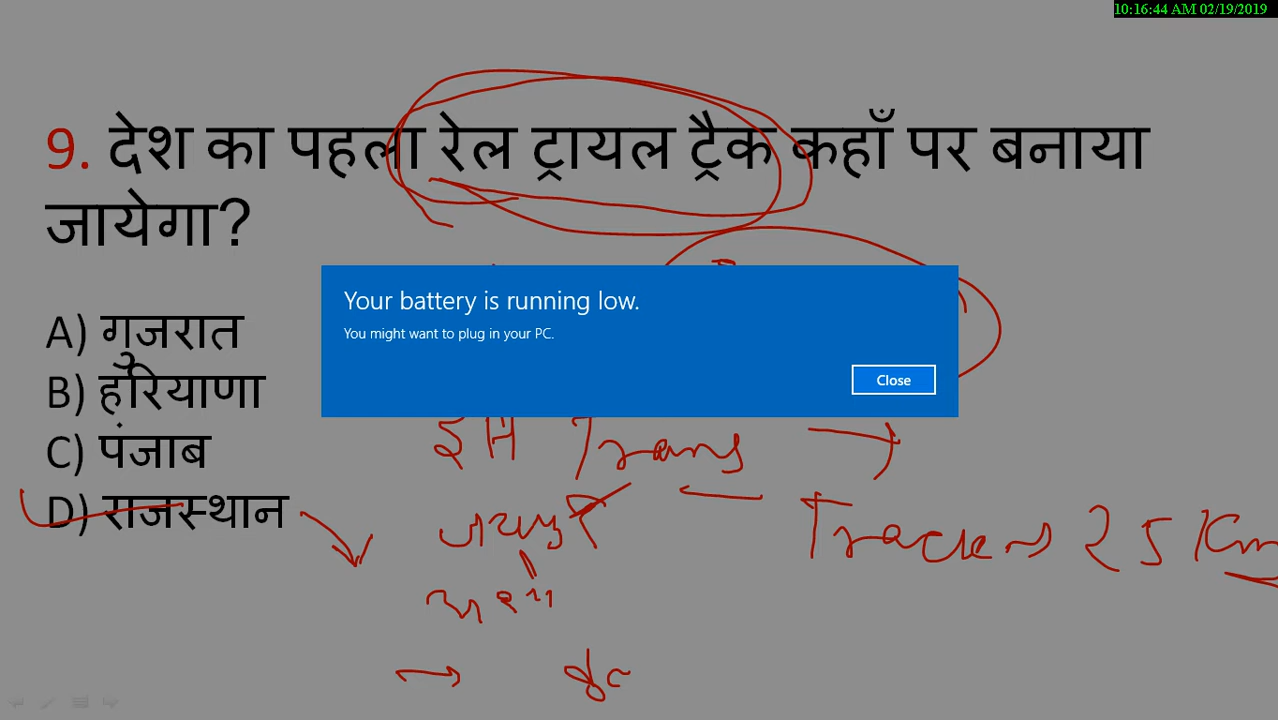 10:16:44 AM 02/19/2019
9. देश का पहला रेल ट्रायल ट्रैक कहाँ पर बनाया
जायेगा?
Your battery is running low.
You might want to plug in your PC.
Close
A) गुजरात
B) हरियाणा
C) पंजाब
Trans
D) राजस्थान
जयपुर
Track 25 Km